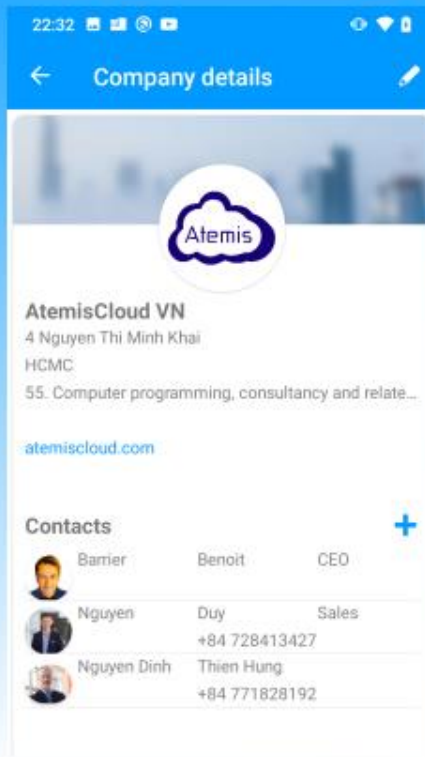 22:32
Company details
Atemis
AtemisCloud VN
4 Nguyen Thi Minh Khai
HCMC
55. Computer programming, consultancy and relate...
atemiscloud.com
Contacts
Barrier Benoit CEO
Nguyen Duy Sales
+84 728413427
Nguyen Dinh Thien Hung
+84 771828192